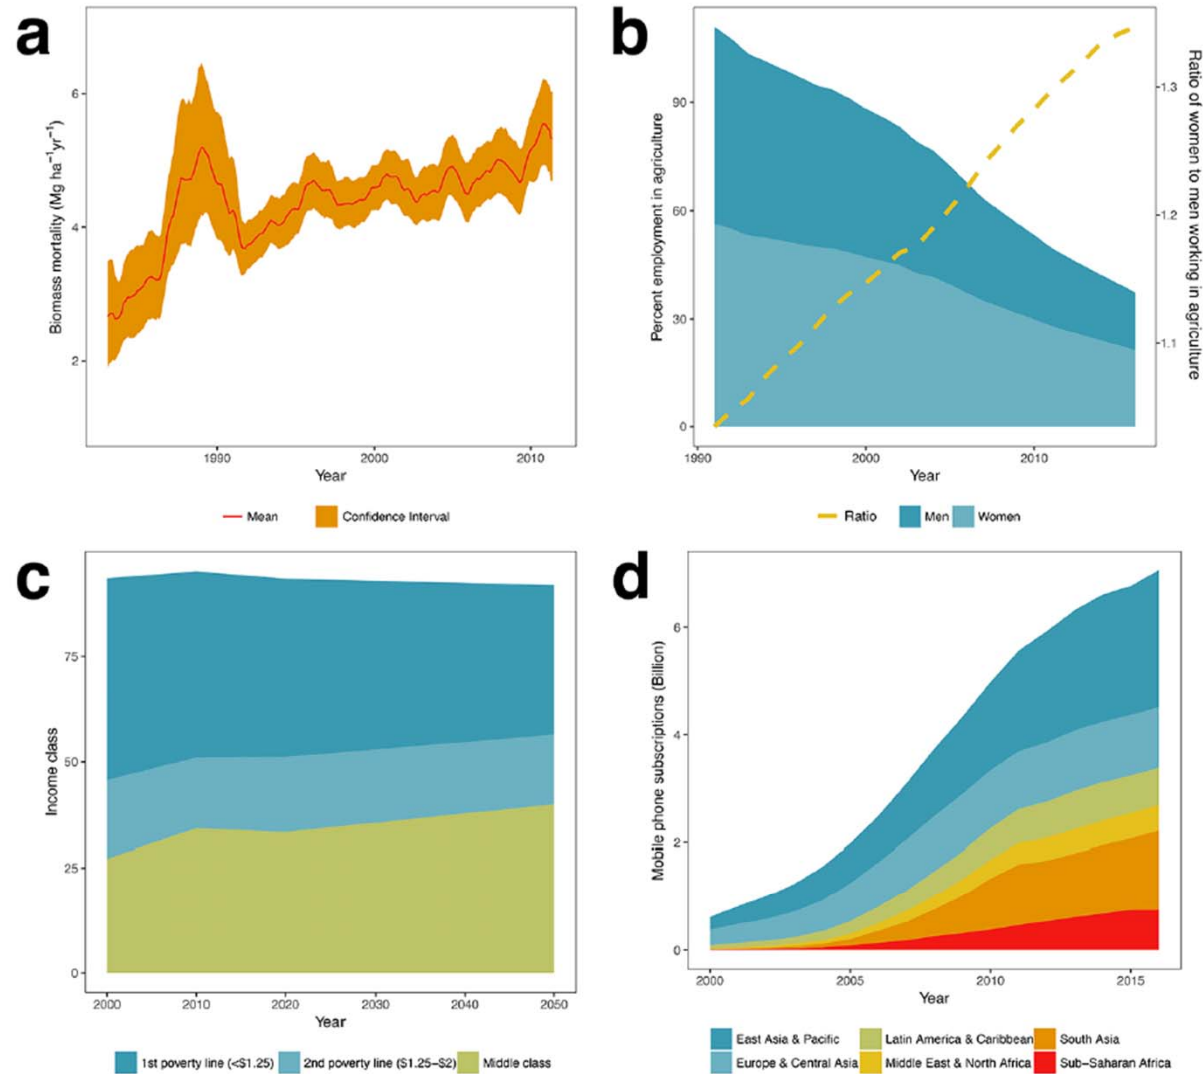 a
6
4
2
Biomass mortality (Mg ha⁻¹yr⁻¹)
1990
2000
2010
Year
Mean
Confidence Interval
b
90
60
30
0
Percent employment in agriculture
1.3
1.2
1.1
Ratio of women to men working in agriculture
1990
2000
2010
Year
Ratio
Men
Women
c
75
50
25
0
Income class
2000
2010
2020
2030
2040
2050
Year
1st poverty line (<$1.25)
2nd poverty line ($1.25–$2)
Middle class
d
6
4
2
0
Mobile phone subscriptions (Billion)
2000
2005
2010
2015
Year
East Asia & Pacific
Latin America & Caribbean
South Asia
Europe & Central Asia
Middle East & North Africa
Sub–Saharan Africa